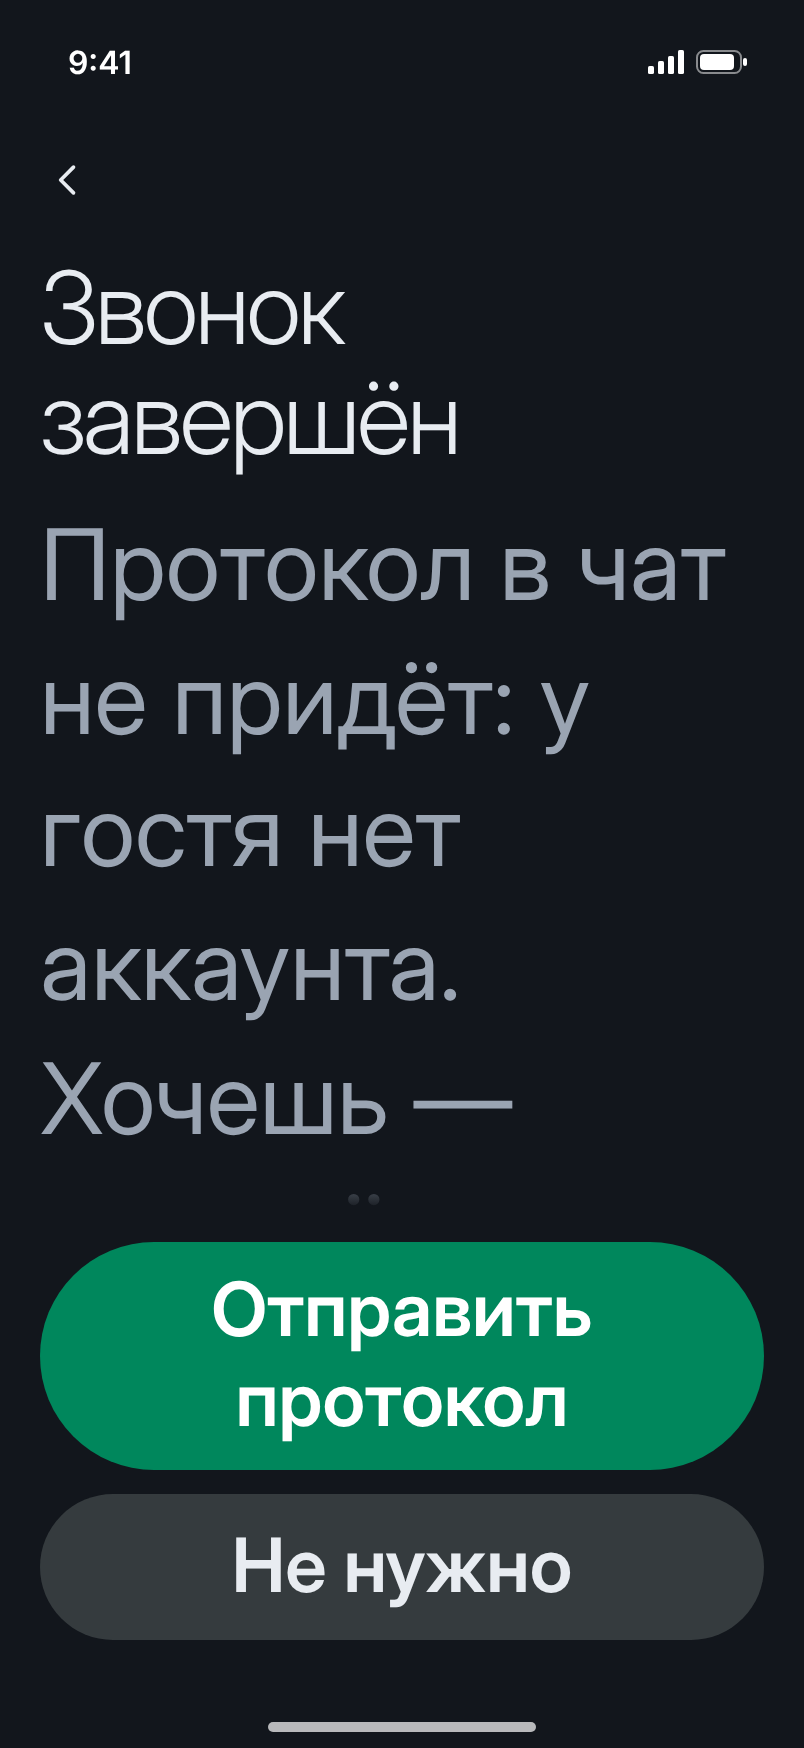 9:41
Звонок
завершён
Протокол в чат
не придёт: у
гостя нет
аккаунта.
Хочешь —
Отправить
протокол
Не нужно